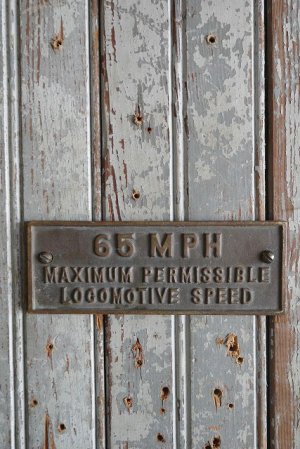 65 MPH
MAXIMUM PERMISSIBLE
LOCOMOTIVE SPEED